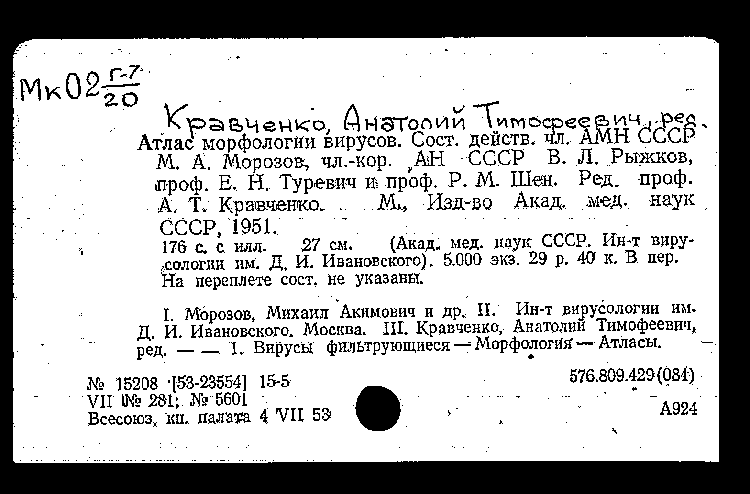 Мк02 Г-7/20
Кравченко, Анатолий Тимофеевич, ред.
Атлас морфологии вирусов. Сост. действ. чл. АМН СССР
М. А. Морозов, чл.-кор. АН СССР В. Л. Рыжков,
проф. Е. Н. Туревич и проф. Р. М. Шен. Ред. проф.
А. Т. Кравченко. М., Изд-во Акад. мед. наук
СССР, 1951.
176 с. с илл. 27 см. (Акад. мед. наук СССР. Ин-т виру-
сологии им. Д. И. Ивановского). 5.000 экз. 29 р. 40 к. В пер.
На переплете сост. не указаны.
I. Морозов, Михаил Акимович и др. II. Ин-т вирусологии им.
Д. И. Ивановского. Москва. III. Кравченко, Анатолий Тимофеевич,
ред. — — 1. Вирусы фильтрующиеся — Морфология — Атласы.
№ 15208 [53-23554] 15-5
576.809.429(084)
VII № 281; № 5601
Всесоюз. кн. палата 4 VII 53
А924